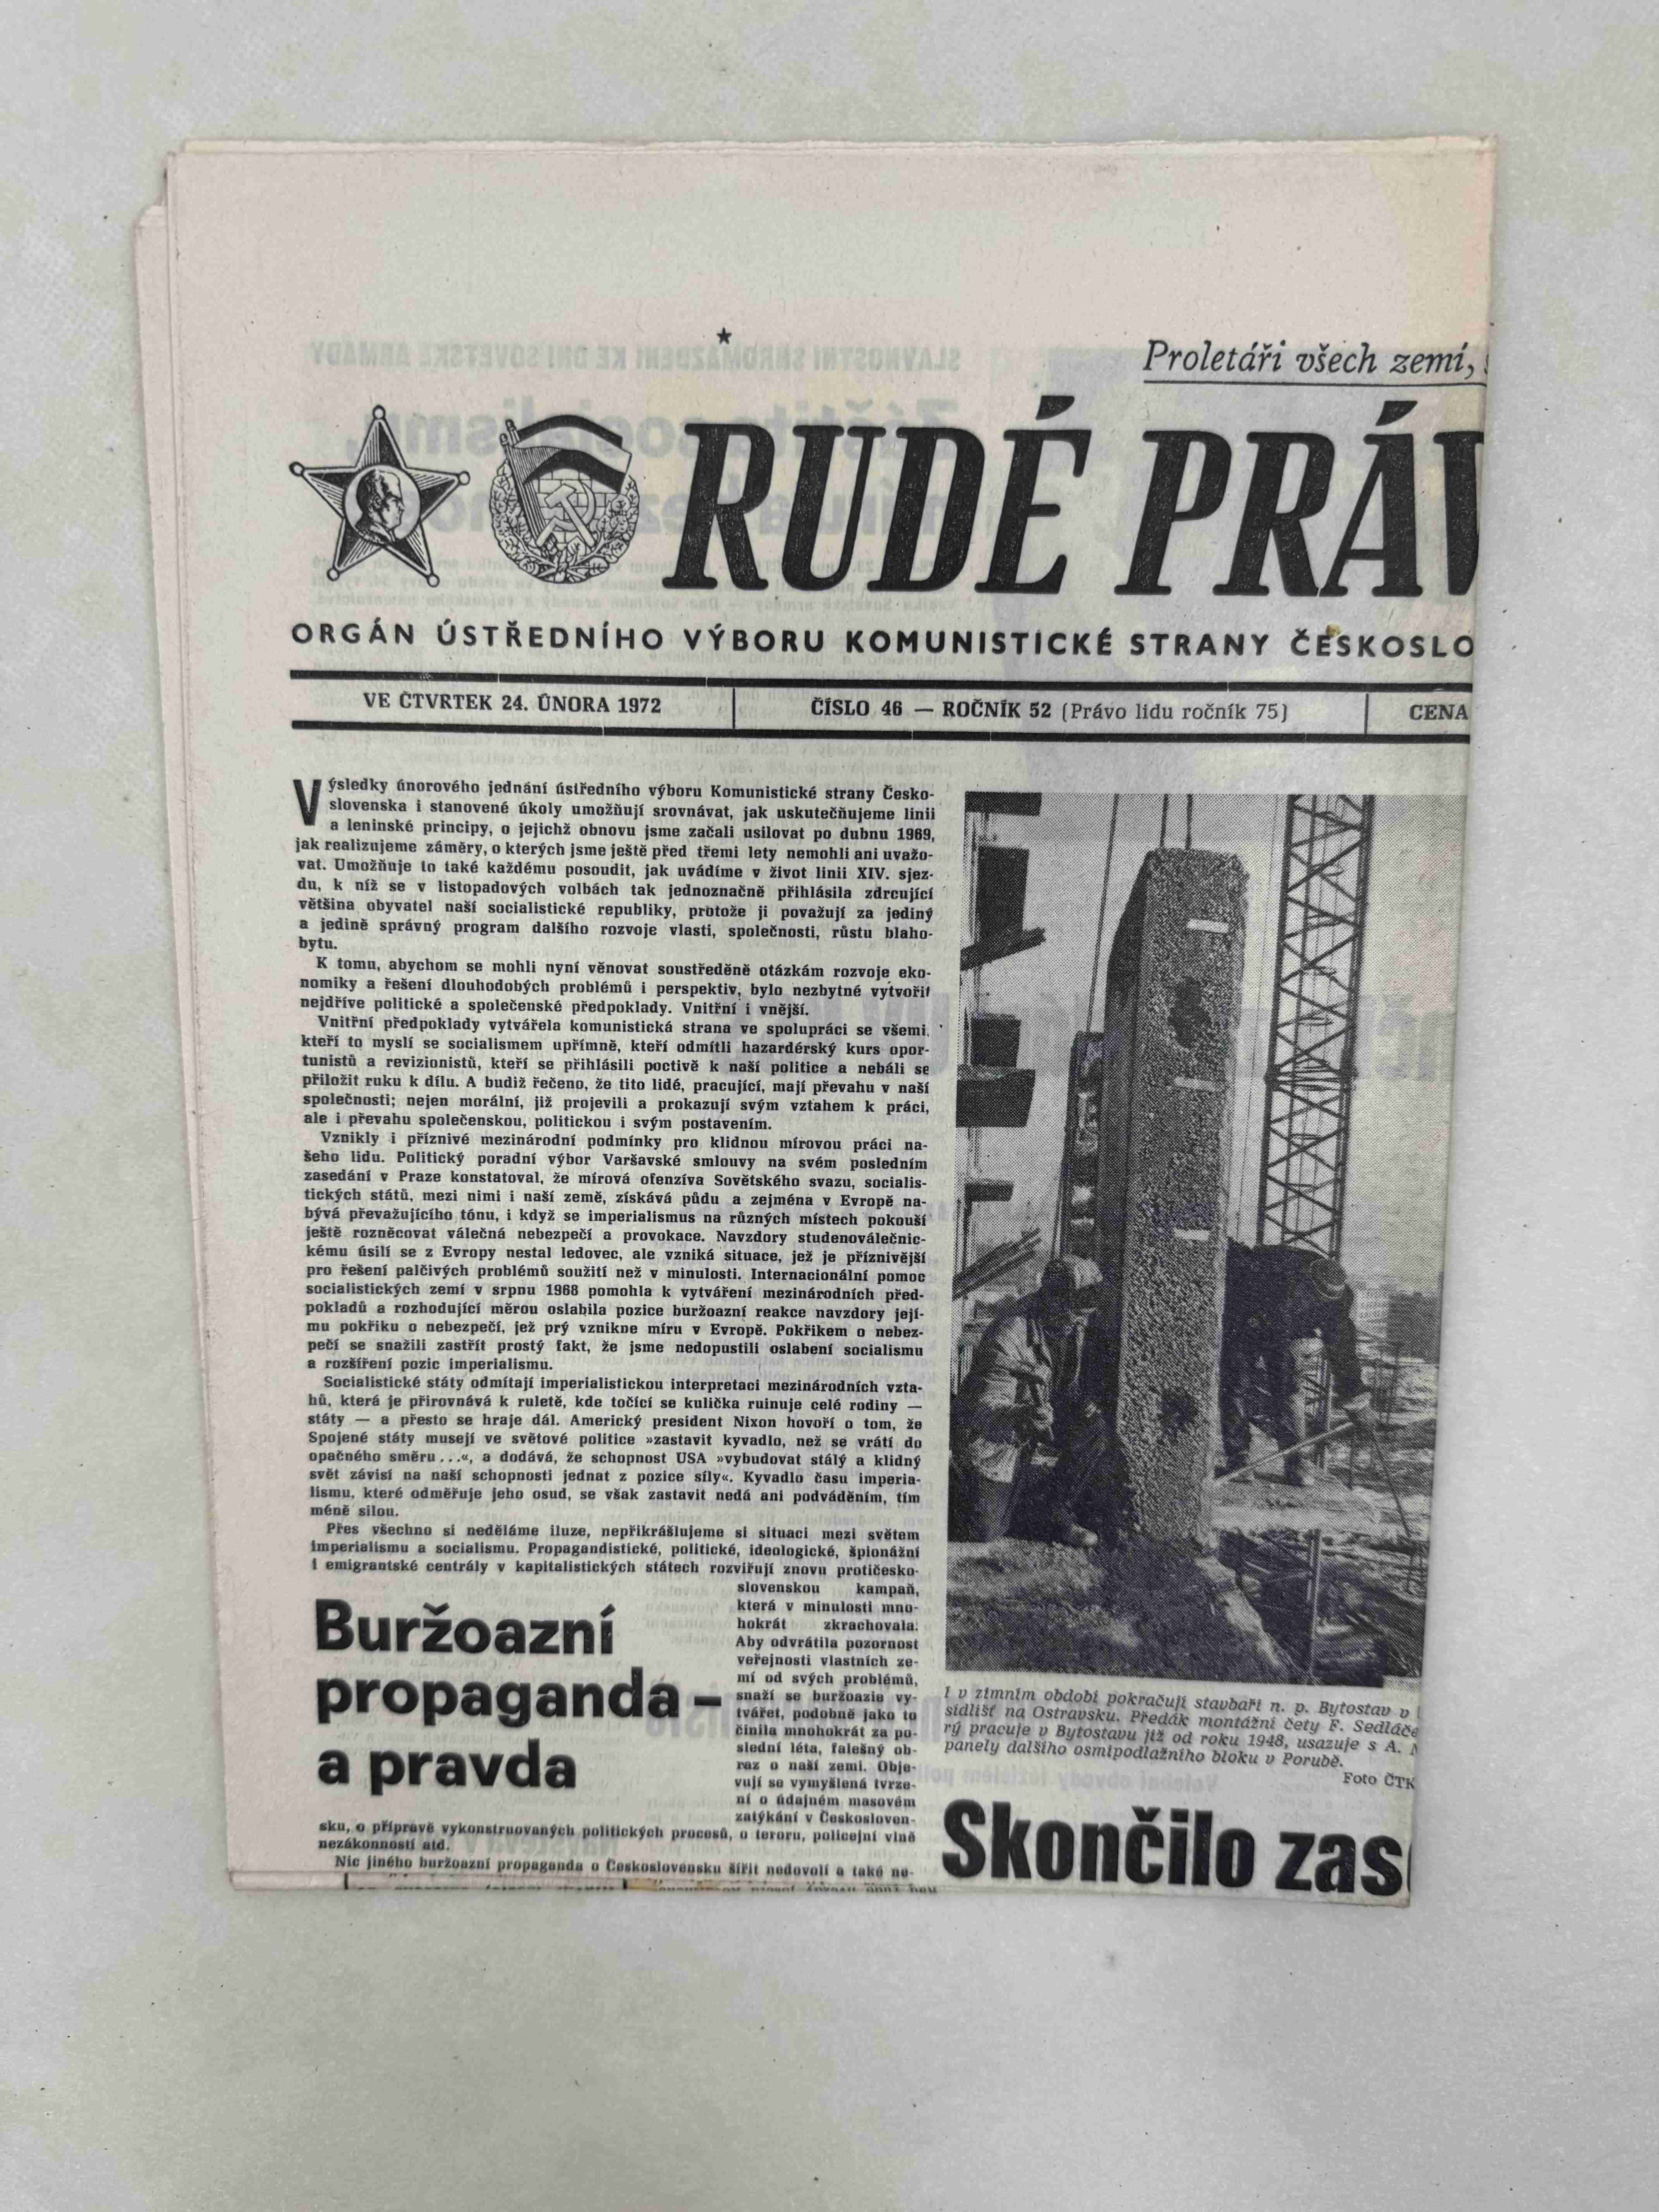 Proletáři všech zemí,
RUDÉ PRÁV
ORGÁN ÚSTŘEDNÍHO VÝBORU KOMUNISTICKÉ STRANY ČESKOSLO
VE ČTVRTEK 24. ÚNORA 1972
ČÍSLO 46 — ROČNÍK 52 (Právo lidu ročník 75)
CENA
Výsledky únorového jednání ústředního výboru Komunistické strany Česko-
slovenska i stanovené úkoly umožňují srovnávat, jak uskutečňujeme linii
a leninské principy, o jejichž obnovu jsme začali usilovat po dubnu 1969,
jak realizujeme záměry, o kterých jsme ještě před třemi lety nemohli ani uvažo-
vat. Umožňuje to také každému posoudit, jak uvádíme v život linii XIV. sjez-
du, k níž se v listopadových volbách tak jednoznačně přihlásila zdrcující
většina obyvatel naší socialistické republiky, protože ji považují za jediný
a jedině správný program dalšího rozvoje vlasti, společnosti, růstu blaho-
bytu.
K tomu, abychom se mohli nyní věnovat soustředěně otázkám rozvoje eko-
nomiky a řešení dlouhodobých problémů i perspektiv, bylo nezbytné vytvořit
nejdříve politické a společenské předpoklady. Vnitřní i vnější.
Vnitřní předpoklady vytvářela komunistická strana ve spolupráci se všemi,
kteří to myslí se socialismem upřímně, kteří odmítli hazardérský kurs opor-
tunistů a revizionistů, kteří se přihlásili poctivě k naší politice a nebáli se
přiložit ruku k dílu. A budiž řečeno, že tito lidé, pracující, mají převahu v naší
společnosti; nejen morální, již projevili a prokazují svým vztahem k práci,
ale i převahu společenskou, politickou i svým postavením.
Vznikly i příznivé mezinárodní podmínky pro klidnou mírovou práci na-
šeho lidu. Politický poradní výbor Varšavské smlouvy na svém posledním
zasedání v Praze konstatoval, že mírová ofenzíva Sovětského svazu, socialis-
tických států, mezi nimi i naší země, získává půdu a zejména v Evropě na-
bývá převažujícího tónu, i když se imperialismus na různých místech pokouší
ještě rozněcovat válečná nebezpečí a provokace. Navzdory studenoválečnic-
kému úsilí se z Evropy nestal ledovec, ale vzniká situace, jež je příznivější
pro řešení palčivých problémů soužití než v minulosti. Internacionální pomoc
socialistických zemí v srpnu 1968 pomohla k vytváření mezinárodních před-
pokladů a rozhodující měrou oslabila pozice buržoazní reakce navzdory její-
mu pokřiku o nebezpečí, jež prý vznikne míru v Evropě. Pokřikem o nebez-
pečí se snažili zastřít prostý fakt, že jsme nedopustili oslabení socialismu
a rozšíření pozic imperialismu.
Socialistické státy odmítají imperialistickou interpretaci mezinárodních vzta-
hů, která je přirovnává k ruletě, kde točící se kulička ruinuje celé rodiny —
státy — a přesto se hraje dál. Americký president Nixon hovoří o tom, že
Spojené státy musejí ve světové politice »zastavit kyvadlo, než se vrátí do
opačného směru...«, a dodává, že schopnost USA »vybudovat stálý a klidný
svět závisí na naší schopnosti jednat z pozice síly«. Kyvadlo času imperia-
lismu, které odměřuje jeho osud, se však zastavit nedá ani podváděním, tím
méně silou.
Přes všechno si neděláme iluze, nepřikrášlujeme si situaci mezi světem
imperialismu a socialismu. Propagandistické, politické, ideologické, špionážní
i emigrantské centrály v kapitalistických státech rozviřují znovu protičesko-
slovenskou kampaň,
která v minulosti mno-
hokrát zkrachovala.
Aby odvrátila pozornost
veřejnosti vlastních ze-
mí od svých problémů,
snaží se buržoazie vy-
tvářet, podobně jako to
činila mnohokrát za po-
slední léta, falešný ob-
raz o naší zemi. Obje-
vují se vymyšlená tvrze-
ní o údajném masovém
zatýkání v Českosloven-
sku, o přípravě vykonstruovaných politických procesů, o teroru, policejní vlně
nezákonností atd.
Nic jiného buržoazní propaganda o Československu šířit nedovolí a také ne-
Buržoazní
propaganda –
a pravda
I v zimním období pokračují stavbaři n. p. Bytostav v
sídlišť na Ostravsku. Předák montážní čety F. Sedláče
rý pracuje v Bytostavu již od roku 1948, usazuje s A.
panely dalšího osmipodlažního bloku v Porubě.
Foto ČTK
Skončilo zas